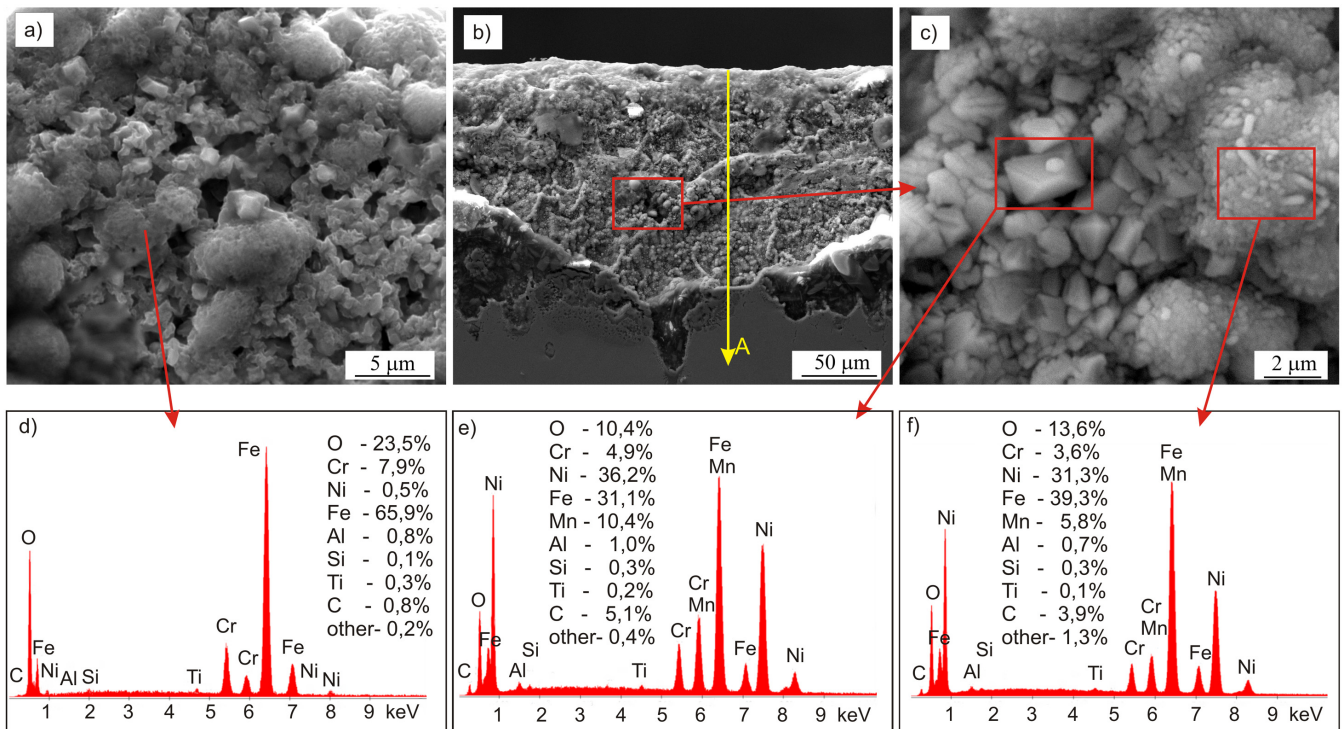 a)
5 µm
b)
A
50 µm
c)
2 µm
d)
O - 23,5%
Cr - 7,9%
Ni - 0,5%
Fe - 65,9%
Al - 0,8%
Si - 0,1%
Ti - 0,3%
C - 0,8%
other- 0,2%
Fe
O
Cr
Fe
Cr
Fe
C
Ni
Al
Si
Ti
Ni
Ni
1 2 3 4 5 6 7 8 9 keV
e)
O - 10,4%
Cr - 4,9%
Ni - 36,2%
Fe - 31,1%
Mn - 10,4%
Al - 1,0%
Si - 0,3%
Ti - 0,2%
C - 5,1%
other- 0,4%
Fe
Mn
Ni
Ni
O
Cr
Mn
Fe
Cr
Si
Fe
Ni
C
Al
Ti
1 2 3 4 5 6 7 8 9 keV
f)
O - 13,6%
Cr - 3,6%
Ni - 31,3%
Fe - 39,3%
Mn - 5,8%
Al - 0,7%
Si - 0,3%
Ti - 0,1%
C - 3,9%
other- 1,3%
Fe
Mn
Ni
Ni
O
Cr
Mn
Fe
Si
Cr
Fe
Ni
C
Al
Ti
1 2 3 4 5 6 7 8 9 keV